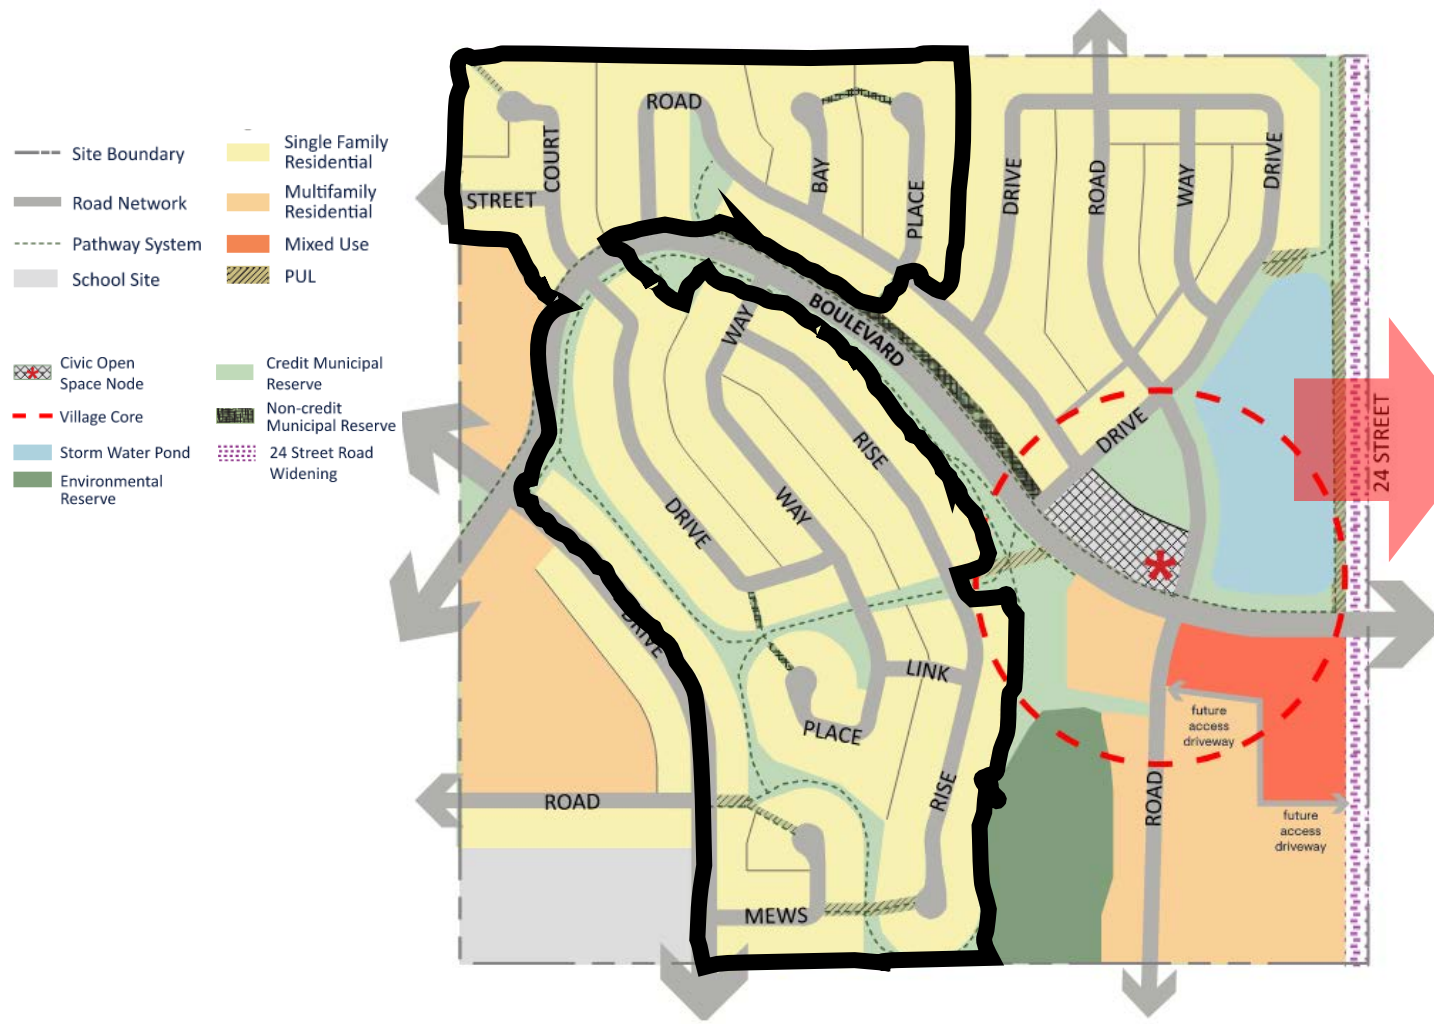 Site Boundary
Road Network
Pathway System
School Site
Single Family
Residential
Multifamily
Residential
Mixed Use
PUL
Civic Open
Space Node
Village Core
Storm Water Pond
Environmental
Reserve
Credit Municipal
Reserve
Non-credit
Municipal Reserve
24 Street Road
Widening
ROAD
COURT
STREET
BAY
PLACE
DRIVE
ROAD
WAY
DRIVE
BOULEVARD
WAY
RISE
DRIVE
24 STREET
WAY
DRIVE
DRIVE
LINK
PLACE
future
access
driveway
ROAD
RISE
ROAD
future
access
driveway
MEWS